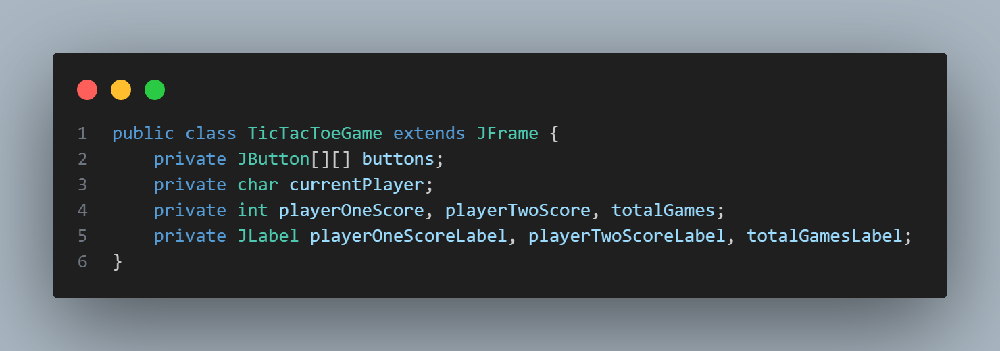 1 public class TicTacToeGame extends JFrame {
2     private JButton[][] buttons;
3     private char currentPlayer;
4     private int playerOneScore, playerTwoScore, totalGames;
5     private JLabel playerOneScoreLabel, playerTwoScoreLabel, totalGamesLabel;
6 }